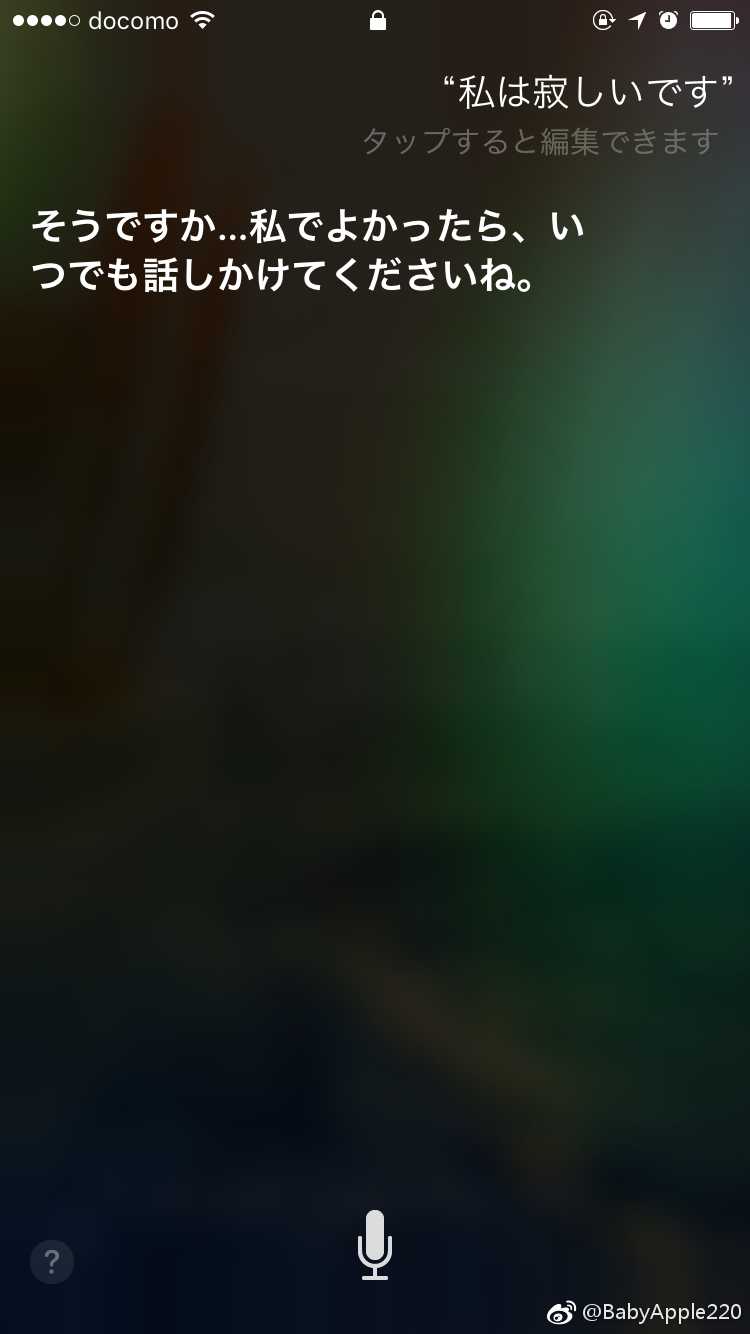 docomo
“私は寂しいです”
タップすると編集できます
そうですか...私でよかったら、い
つでも話しかけてくださいね。
?
@BabyApple220